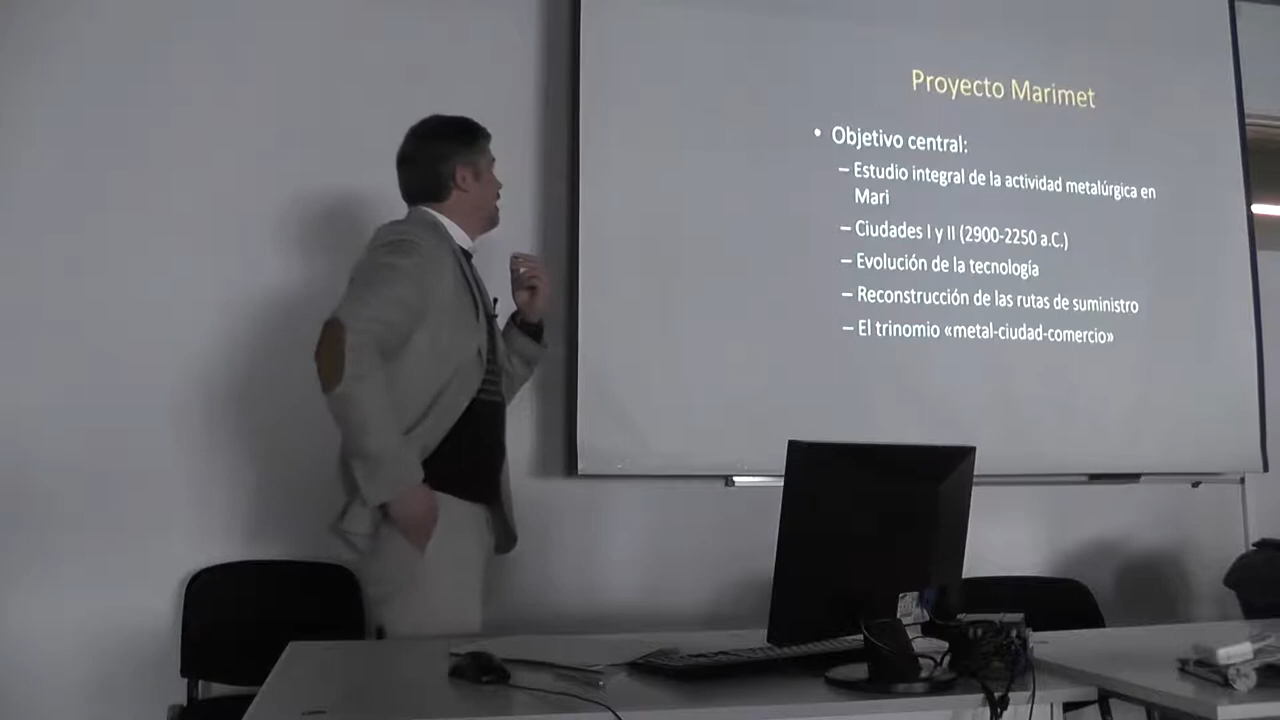 Proyecto Marimet
• Objetivo central:
– Estudio integral de la actividad metalúrgica en
Mari
– Ciudades I y II (2900-2250 a.C.)
– Evolución de la tecnología
– Reconstrucción de las rutas de suministro
– El trinomio «metal-ciudad-comercio»